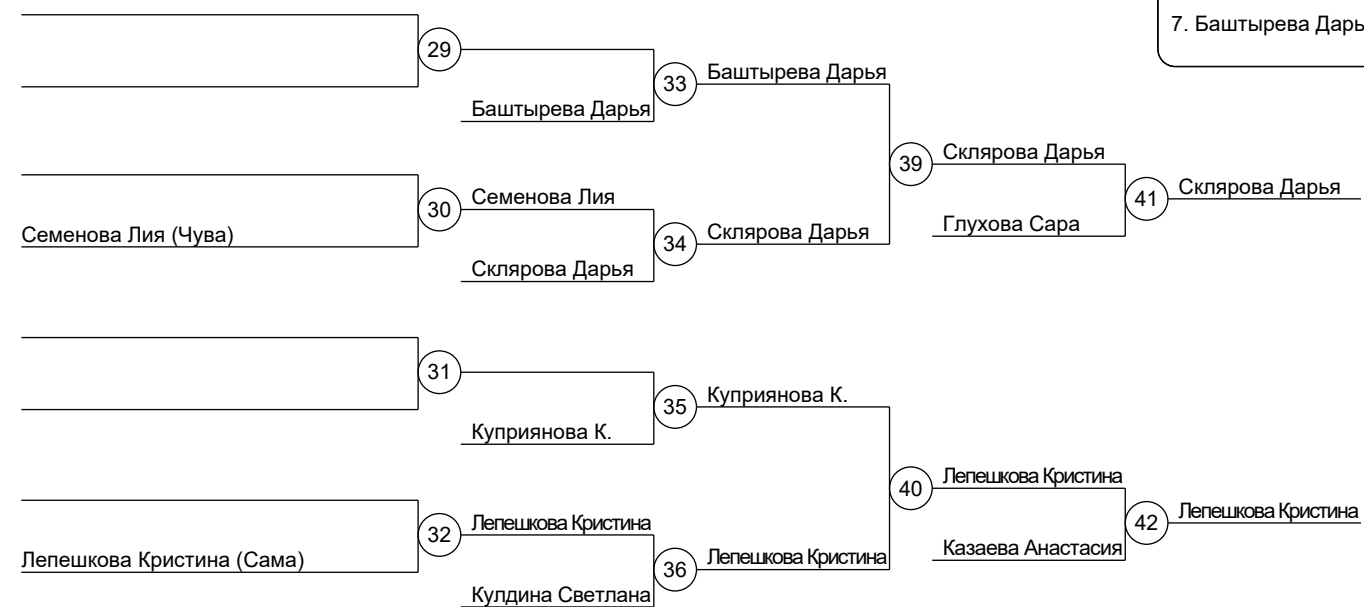 7. Баштырева Дарь
29
33
Баштырева Дарья
Баштырева Дарья
39
Склярова Дарья
30
Семенова Лия
41
Склярова Дарья
Семенова Лия (Чува)
34
Склярова Дарья
Глухова Сара
Склярова Дарья
31
35
Куприянова К.
Куприянова К.
40
Лепешкова Кристина
32
Лепешкова Кристина
42
Лепешкова Кристина
Лепешкова Кристина (Сама)
36
Лепешкова Кристина
Казаева Анастасия
Кулдина Светлана